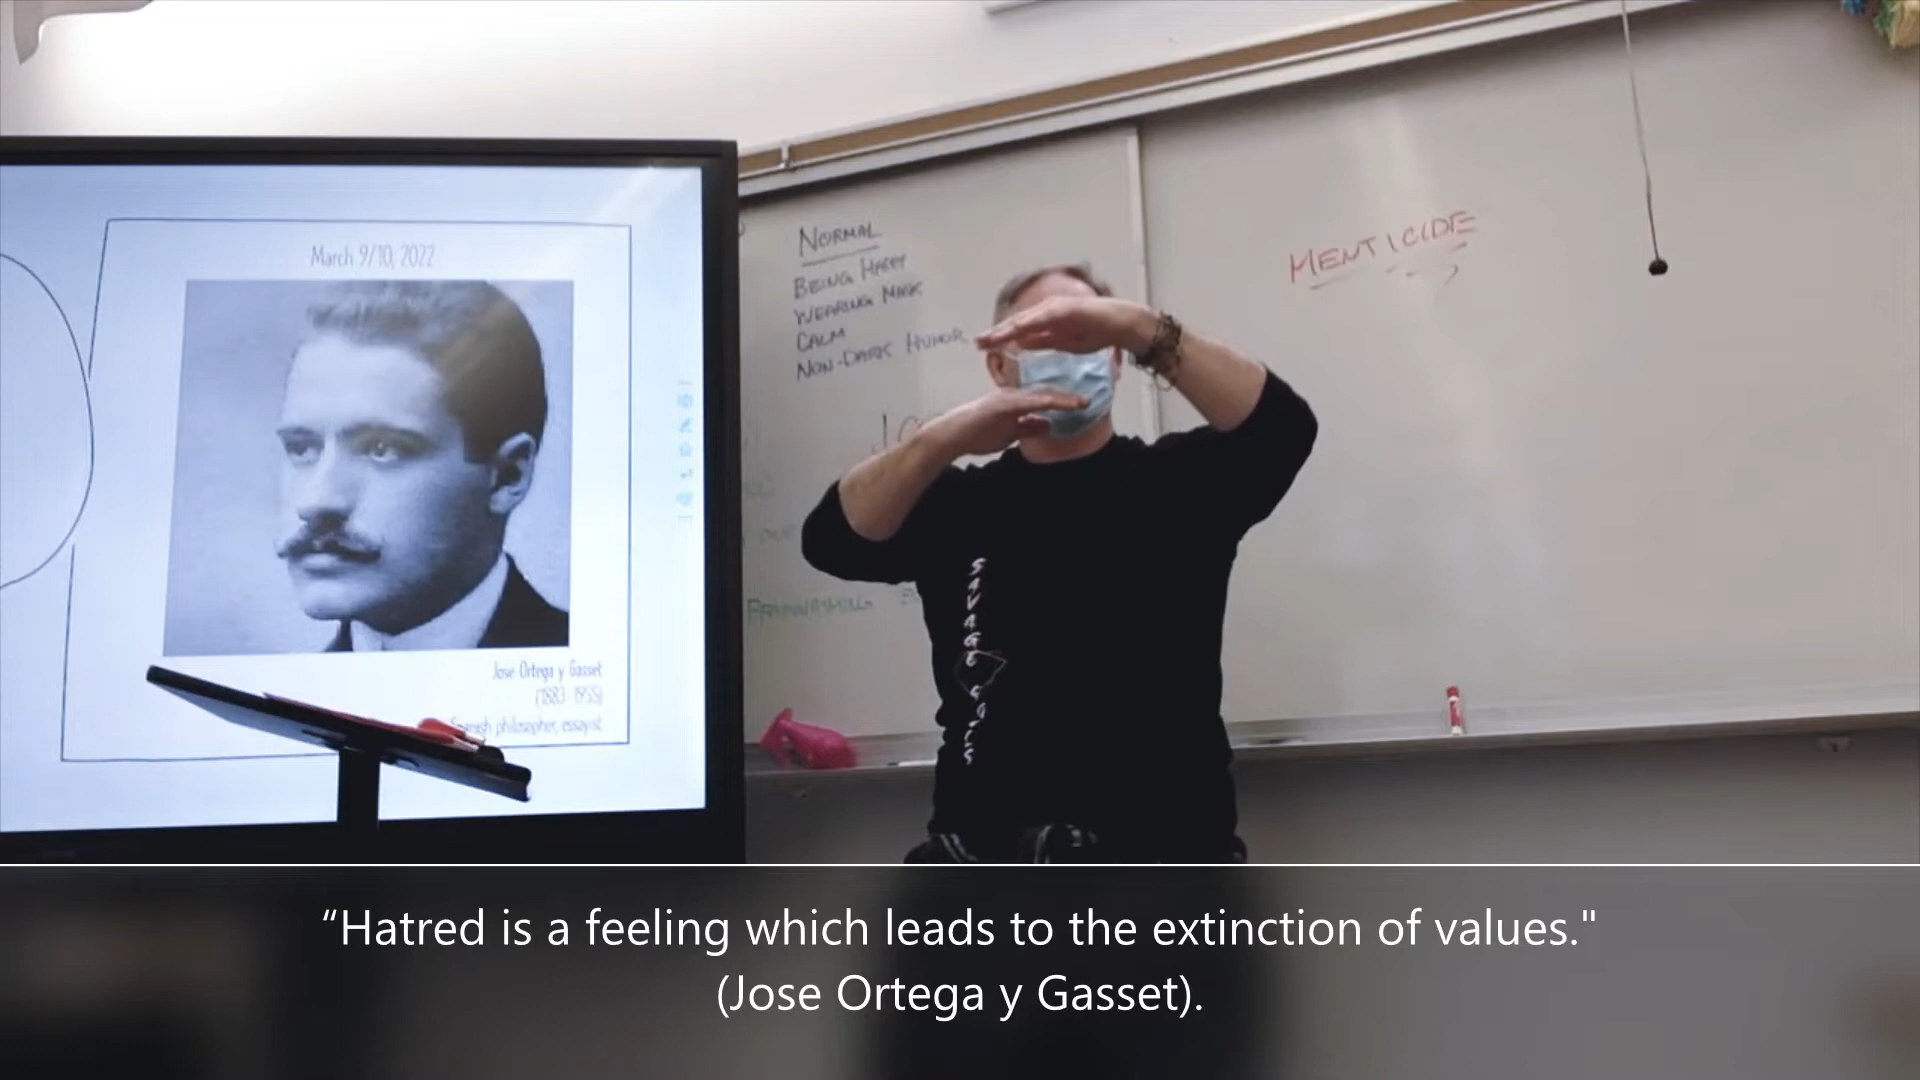 March 9/10, 2022
Jose Ortega y Gasset
(1883-1955)
Spanish philosopher, essayist
NORMAL
BEING HAPPY
WEARING MASK
CALM
NON-DARK HUMOR
MENTICIDE
SAVAGE
“Hatred is a feeling which leads to the extinction of values."
(Jose Ortega y Gasset).